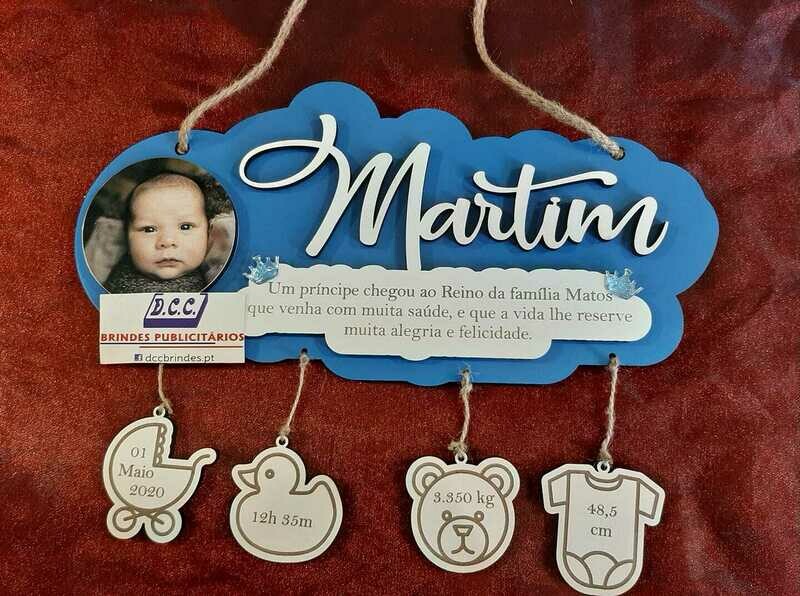 Martim
Um príncipe chegou ao Reino da família Matos
que venha com muita saúde, e que a vida lhe reserve
muita alegria e felicidade.
D.C.C.
BRINDES PUBLICITÁRIOS
f dccbrindes.pt
01
Maio
2020
12h 35m
3.350 kg
48,5
cm